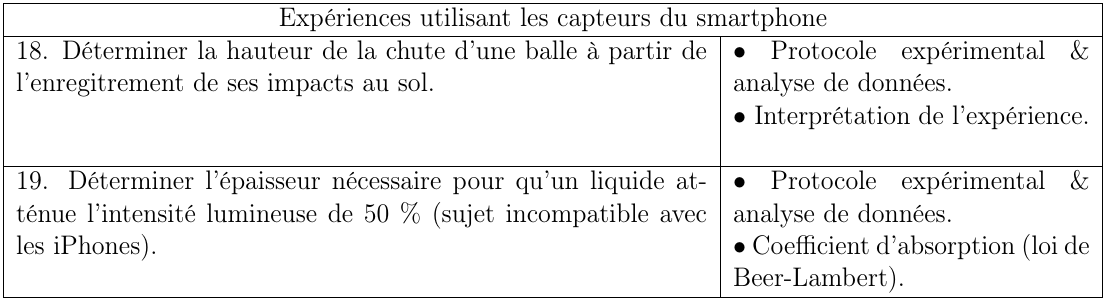 Expériences utilisant les capteurs du smartphone
18. Déterminer la hauteur de la chute d'une balle à partir de
l'enregitrement de ses impacts au sol.
• Protocole expérimental &
analyse de données.
• Interprétation de l'expérience.
19. Déterminer l'épaisseur nécessaire pour qu'un liquide at-
ténue l'intensité lumineuse de 50 % (sujet incompatible avec
les iPhones).
• Protocole expérimental &
analyse de données.
• Coefficient d'absorption (loi de
Beer-Lambert).